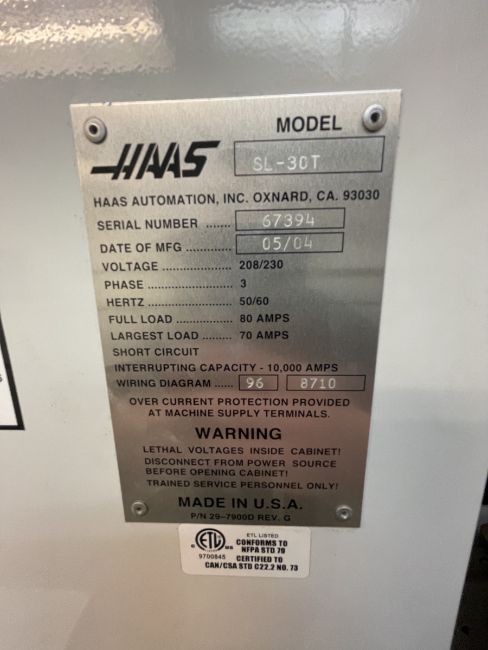 MODEL
HAAS SL-30T
HAAS AUTOMATION, INC. OXNARD, CA. 93030
SERIAL NUMBER ....... 67394
DATE OF MFG ............. 05/04
VOLTAGE ..................... 208/230
PHASE ......................... 3
HERTZ ......................... 50/60
FULL LOAD ................. 80 AMPS
LARGEST LOAD ......... 70 AMPS
SHORT CIRCUIT
INTERRUPTING CAPACITY - 10,000 AMPS
WIRING DIAGRAM ...... 96 8710
OVER CURRENT PROTECTION PROVIDED
AT MACHINE SUPPLY TERMINALS.
WARNING
LETHAL VOLTAGES INSIDE CABINET!
DISCONNECT FROM POWER SOURCE
BEFORE OPENING CABINET!
TRAINED SERVICE PERSONNEL ONLY!
MADE IN U.S.A.
P/N 29-7900D REV. G
ETL LISTED
C ETL US CONFORMS TO
NFPA STD 79
9700845 CERTIFIED TO
CAN/CSA STD C22.2 NO. 73